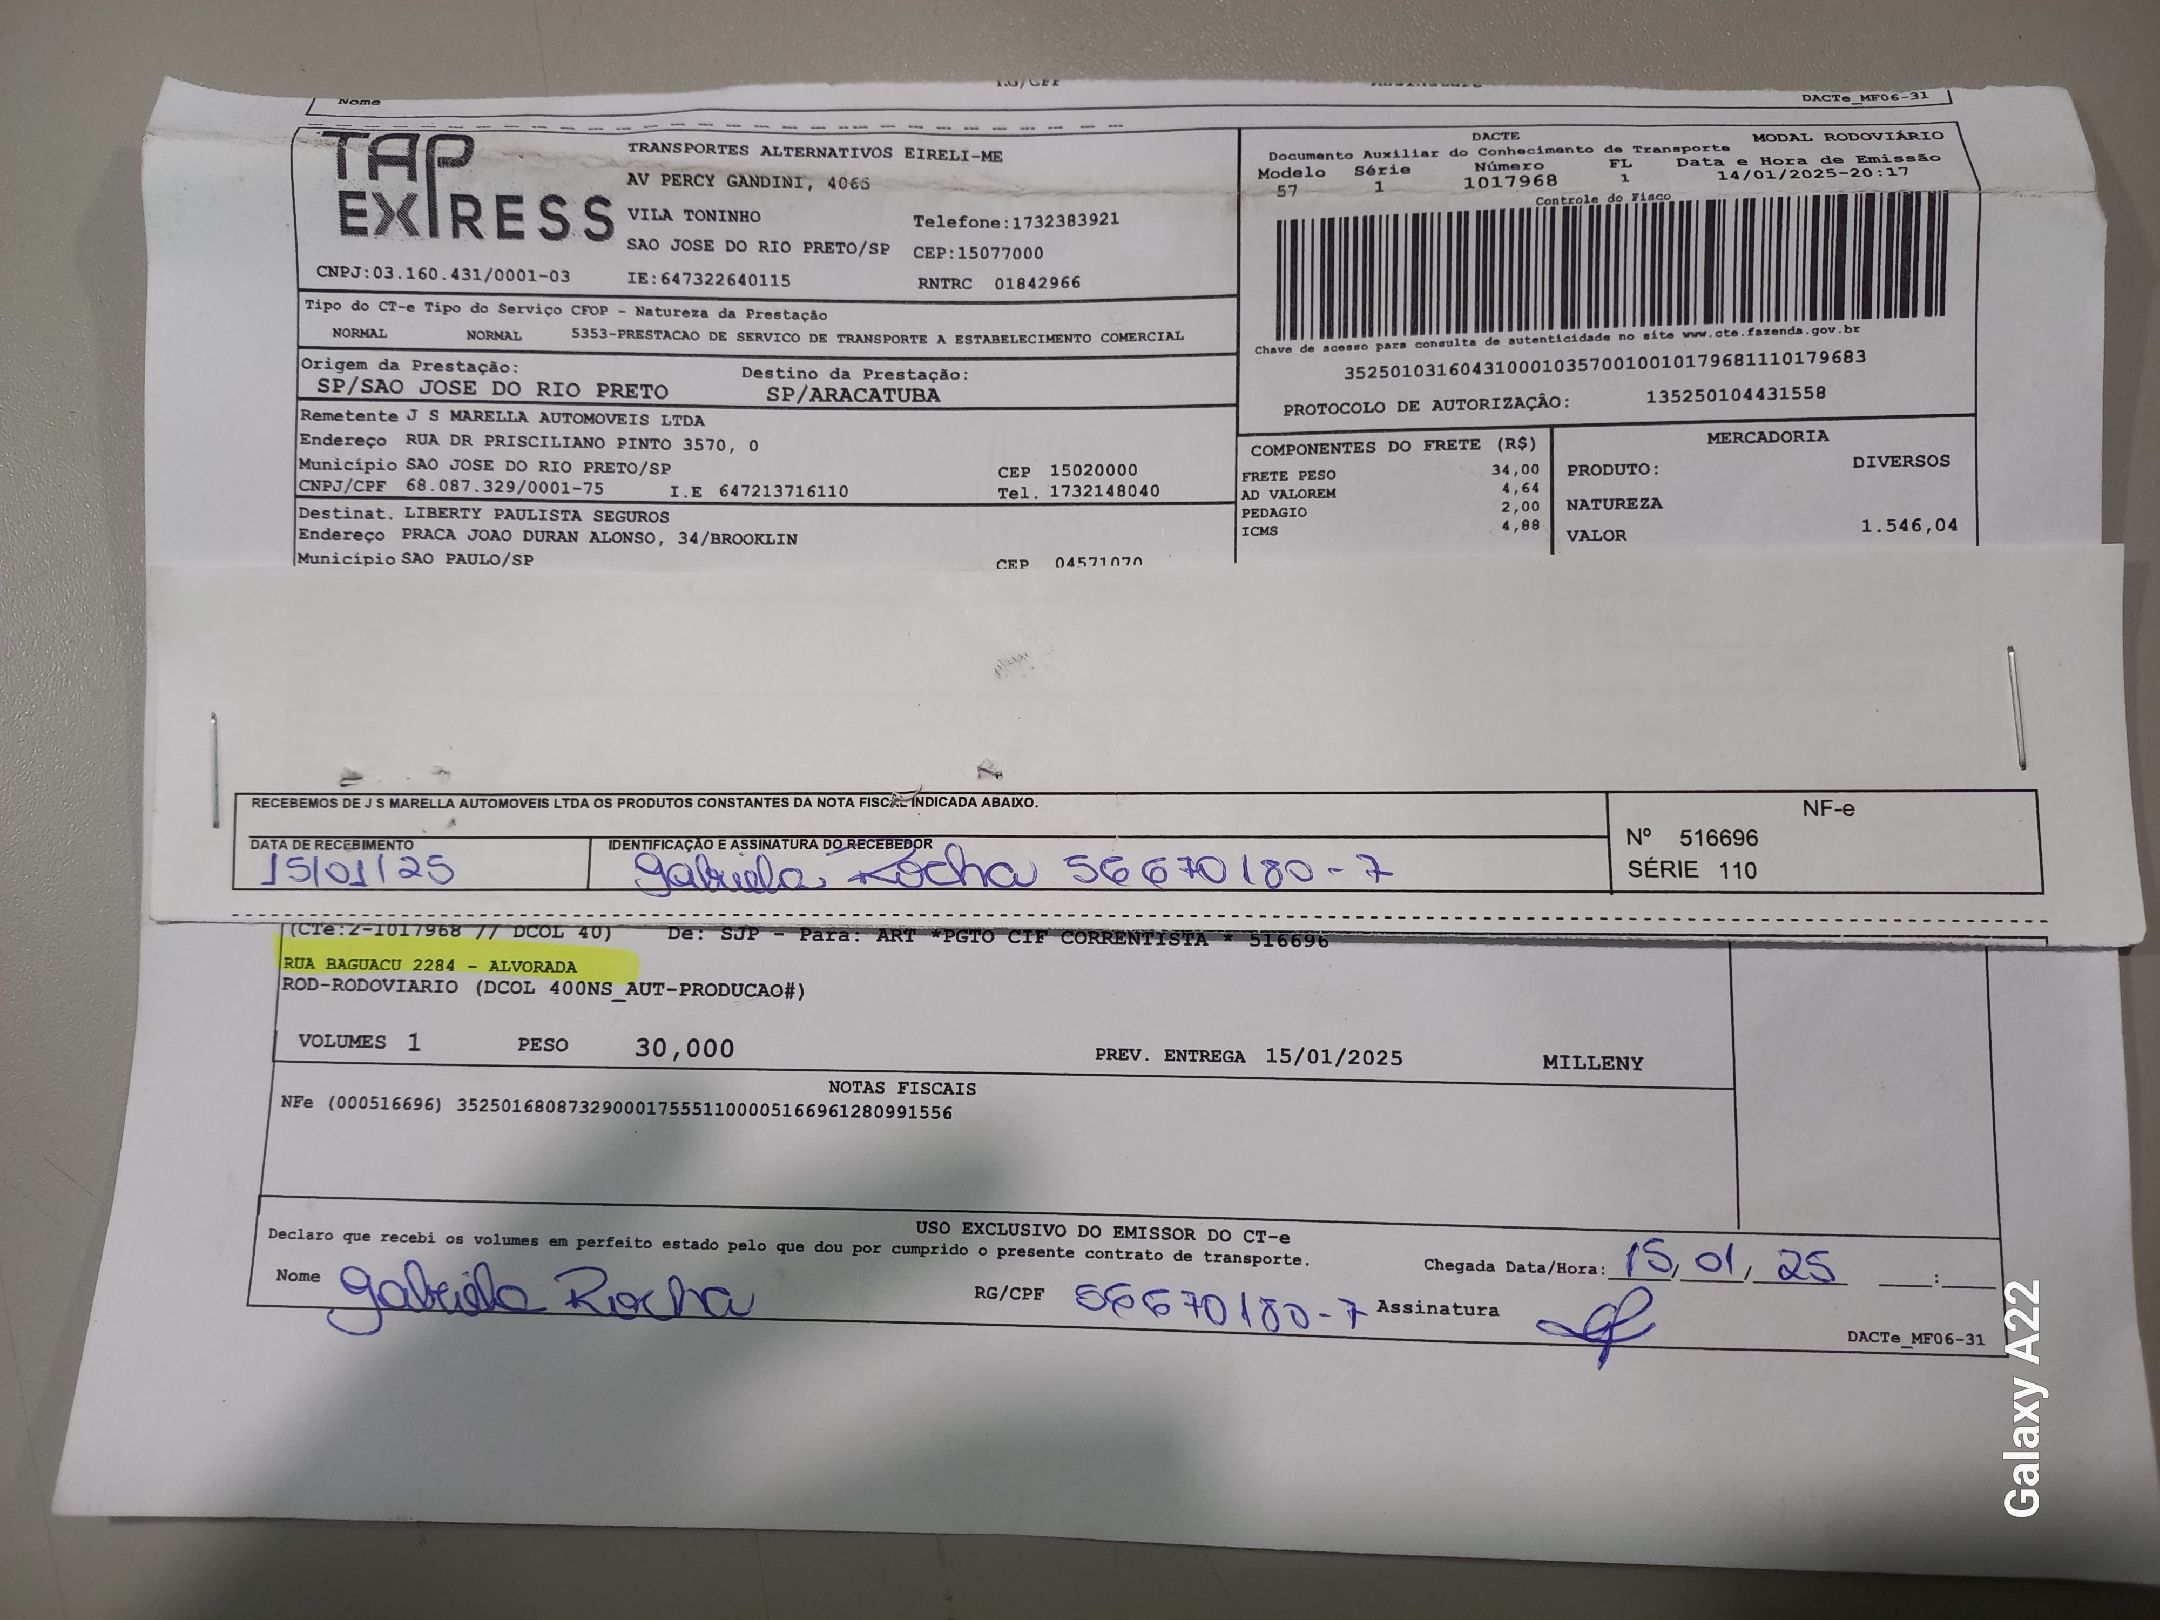 Nome
DACTe_MF06-31
TAP EXPRESS
TRANSPORTES ALTERNATIVOS EIRELI-ME
AV PERCY GANDINI, 4065
VILA TONINHO
Telefone:1732383921
SAO JOSE DO RIO PRETO/SP
CEP:15077000
CNPJ:03.160.431/0001-03
IE:647322640115
RNTRC 01842966
DACTE
MODAL RODOVIÁRIO
Documento Auxiliar do Conhecimento de Transporte
Modelo Série Número FL Data e Hora de Emissão
57 1 1017968 1 14/01/2025-20:17
Controle do Fisco
Chave de acesso para consulta de autenticidade no site www.cte.fazenda.gov.br
35250103160431000103570010010179681110179683
PROTOCOLO DE AUTORIZAÇÃO: 135250104431558
Tipo do CT-e Tipo do Serviço CFOP - Natureza da Prestação
NORMAL NORMAL 5353-PRESTACAO DE SERVICO DE TRANSPORTE A ESTABELECIMENTO COMERCIAL
Origem da Prestação: Destino da Prestação:
SP/SAO JOSE DO RIO PRETO SP/ARACATUBA
Remetente J S MARELLA AUTOMOVEIS LTDA
Endereço RUA DR PRISCILIANO PINTO 3570, 0
Município SAO JOSE DO RIO PRETO/SP CEP 15020000
CNPJ/CPF 68.087.329/0001-75 I.E 647213716110 Tel. 1732148040
Destinat. LIBERTY PAULISTA SEGUROS
Endereço PRACA JOAO DURAN ALONSO, 34/BROOKLIN
Município SAO PAULO/SP CEP 04571070
COMPONENTES DO FRETE (R$)
FRETE PESO 34,00
AD VALOREM 4,64
PEDAGIO 2,00
ICMS 4,88
MERCADORIA
PRODUTO: DIVERSOS
NATUREZA
VALOR 1.546,04
RECEBEMOS DE J S MARELLA AUTOMOVEIS LTDA OS PRODUTOS CONSTANTES DA NOTA FISCAL INDICADA ABAIXO.
DATA DE RECEBIMENTO
15/01/25
IDENTIFICAÇÃO E ASSINATURA DO RECEBEDOR
Gabriela Rocha 56670180-7
NF-e
Nº 516696
SÉRIE 110
(CTe:2-1017968 // DCOL 40) De: SJP - Para: ART *PGTO CIF CORRENTISTA * 516696
RUA BAGUACU 2284 - ALVORADA
ROD-RODOVIARIO (DCOL 400NS_AUT-PRODUCAO#)
VOLUMES 1 PESO 30,000 PREV. ENTREGA 15/01/2025 MILLENY
NOTAS FISCAIS
NFe (000516696) 35250168087329000175551100005166961280991556
USO EXCLUSIVO DO EMISSOR DO CT-e
Declaro que recebi os volumes em perfeito estado pelo que dou por cumprido o presente contrato de transporte.
Chegada Data/Hora: 15/01/25 __:__
Nome Gabriela Rocha RG/CPF 56670180-7 Assinatura
DACTe_MF06-31
Galaxy A22